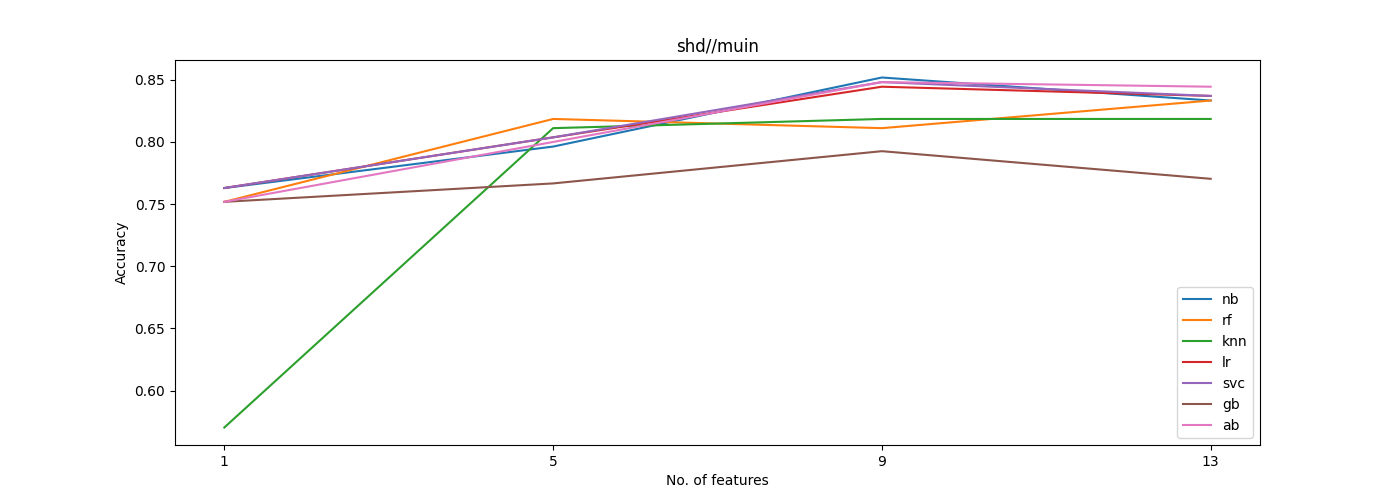 shd//muin
Accuracy
0.85
0.80
0.75
0.70
0.65
0.60
nb
rf
knn
lr
svc
gb
ab
1 5 9 13
No. of features